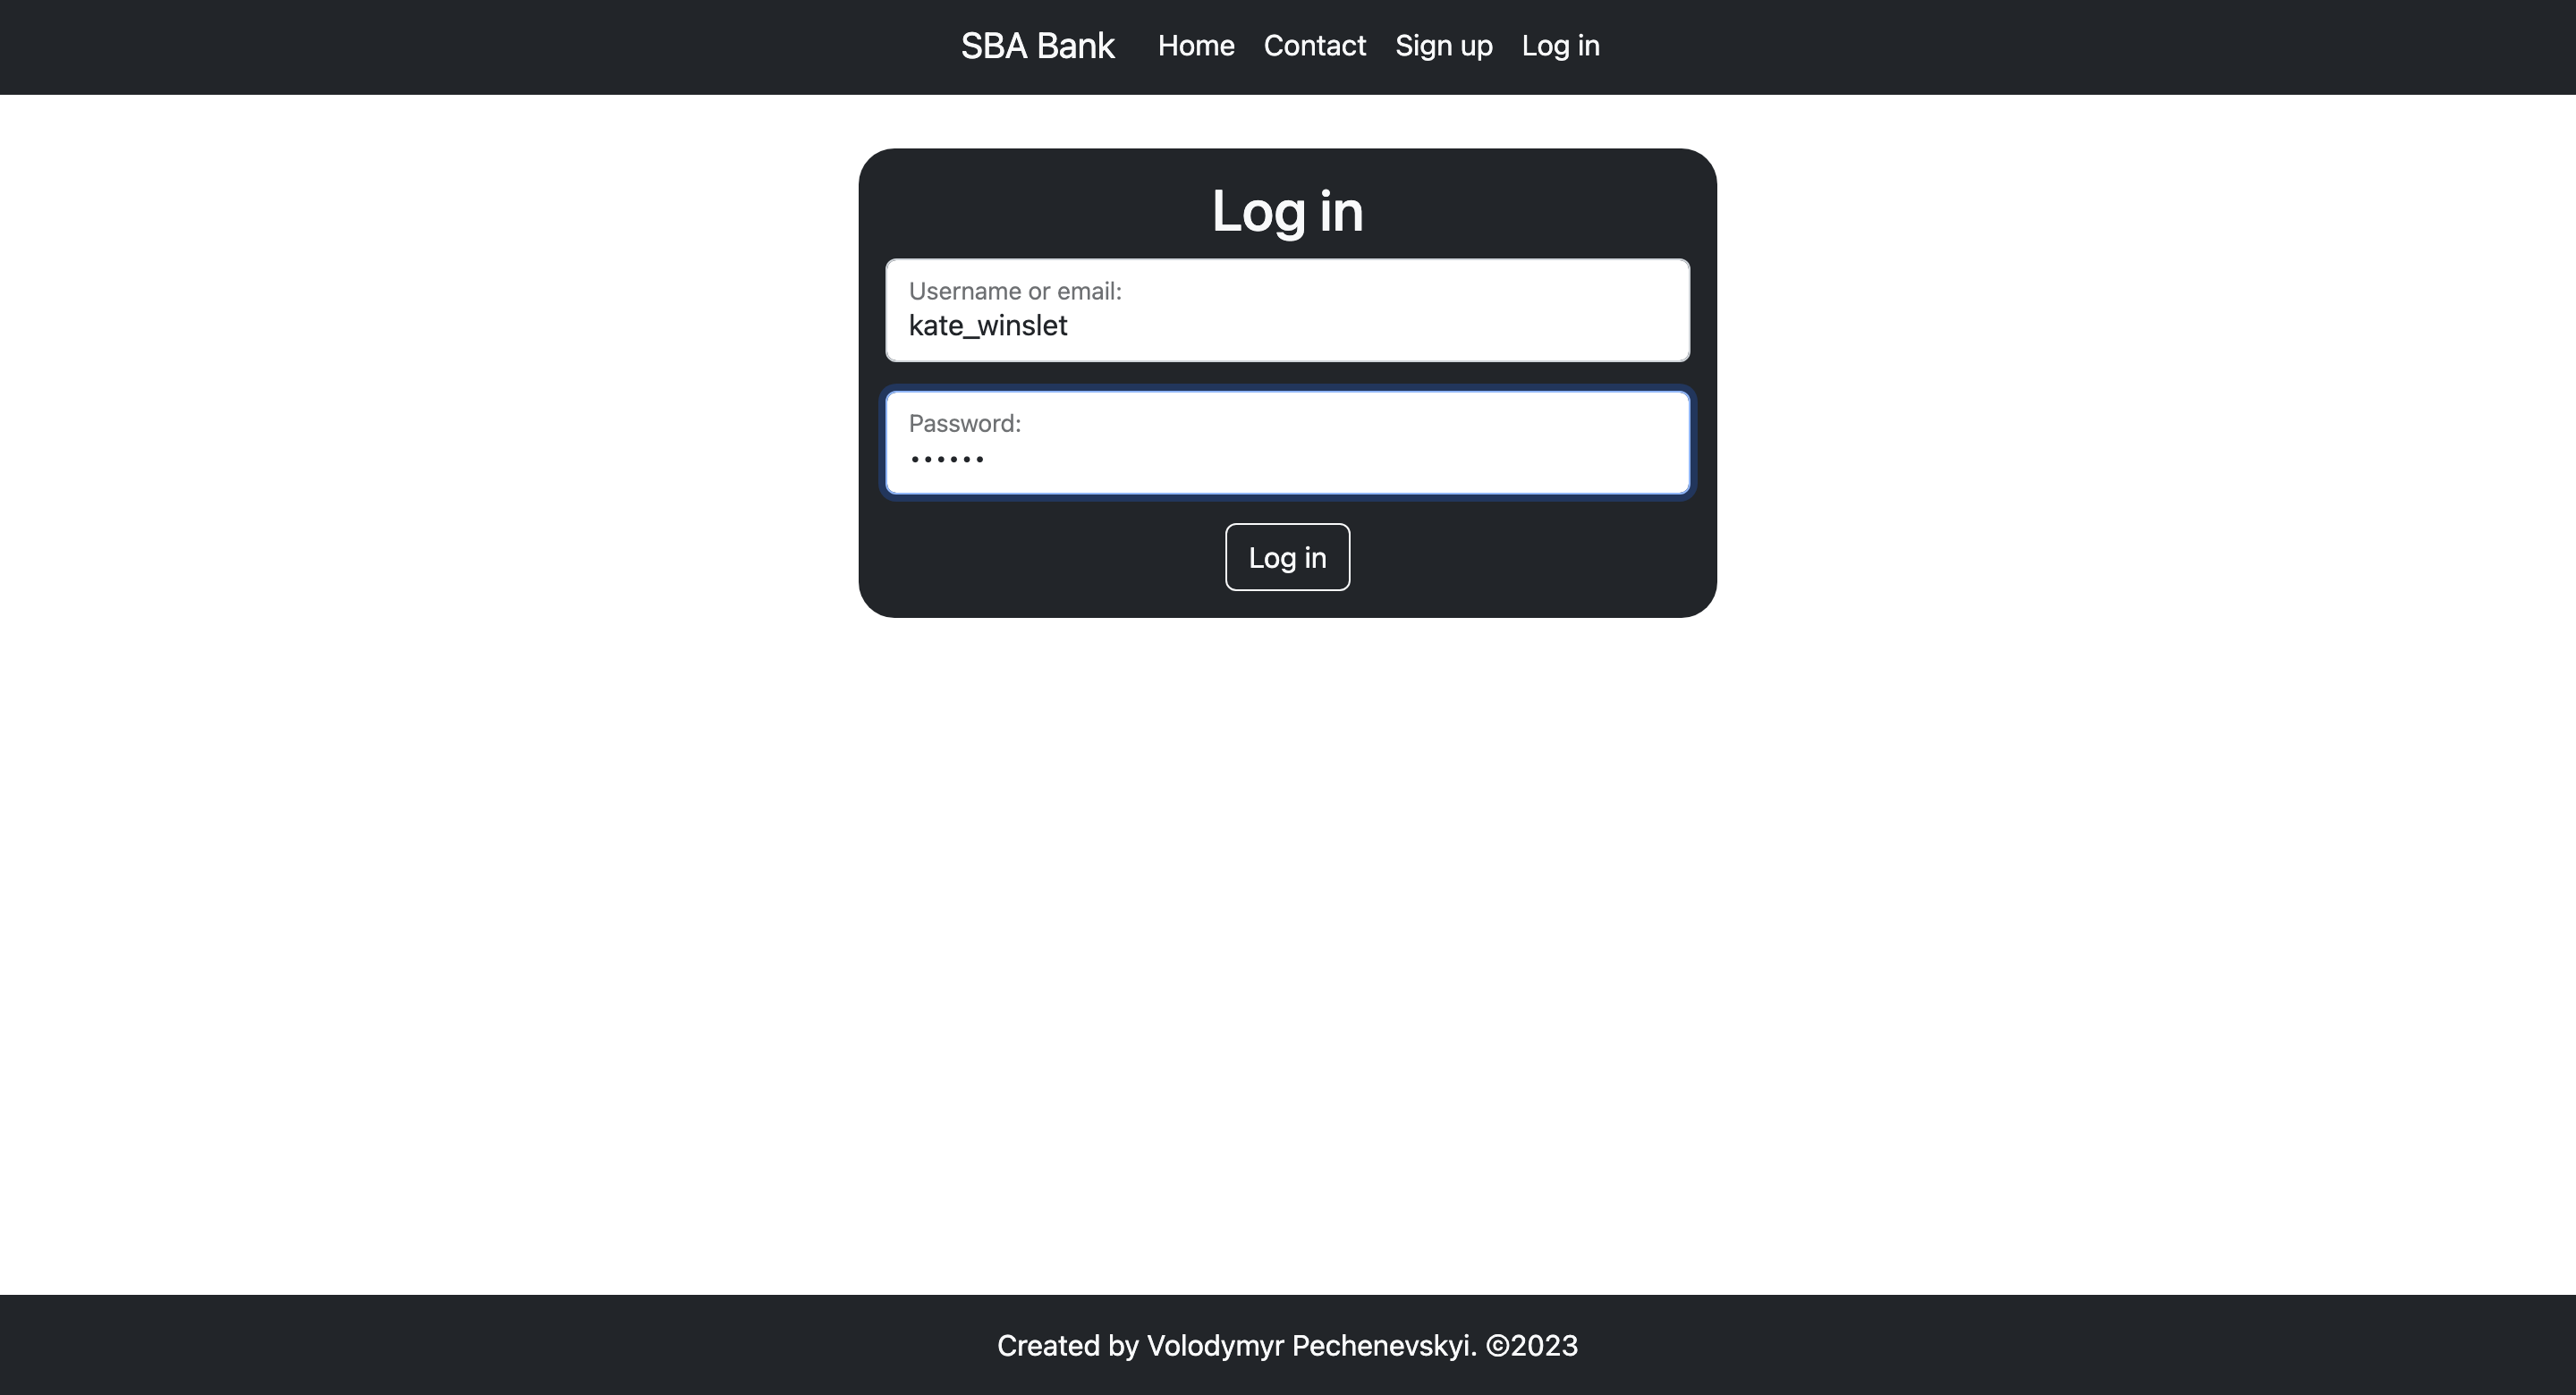 SBA Bank Home Contact Sign up Log in
Log in
Username or email:
kate_winslet
Password:
••••••
Log in
Created by Volodymyr Pechenevskyi. ©2023